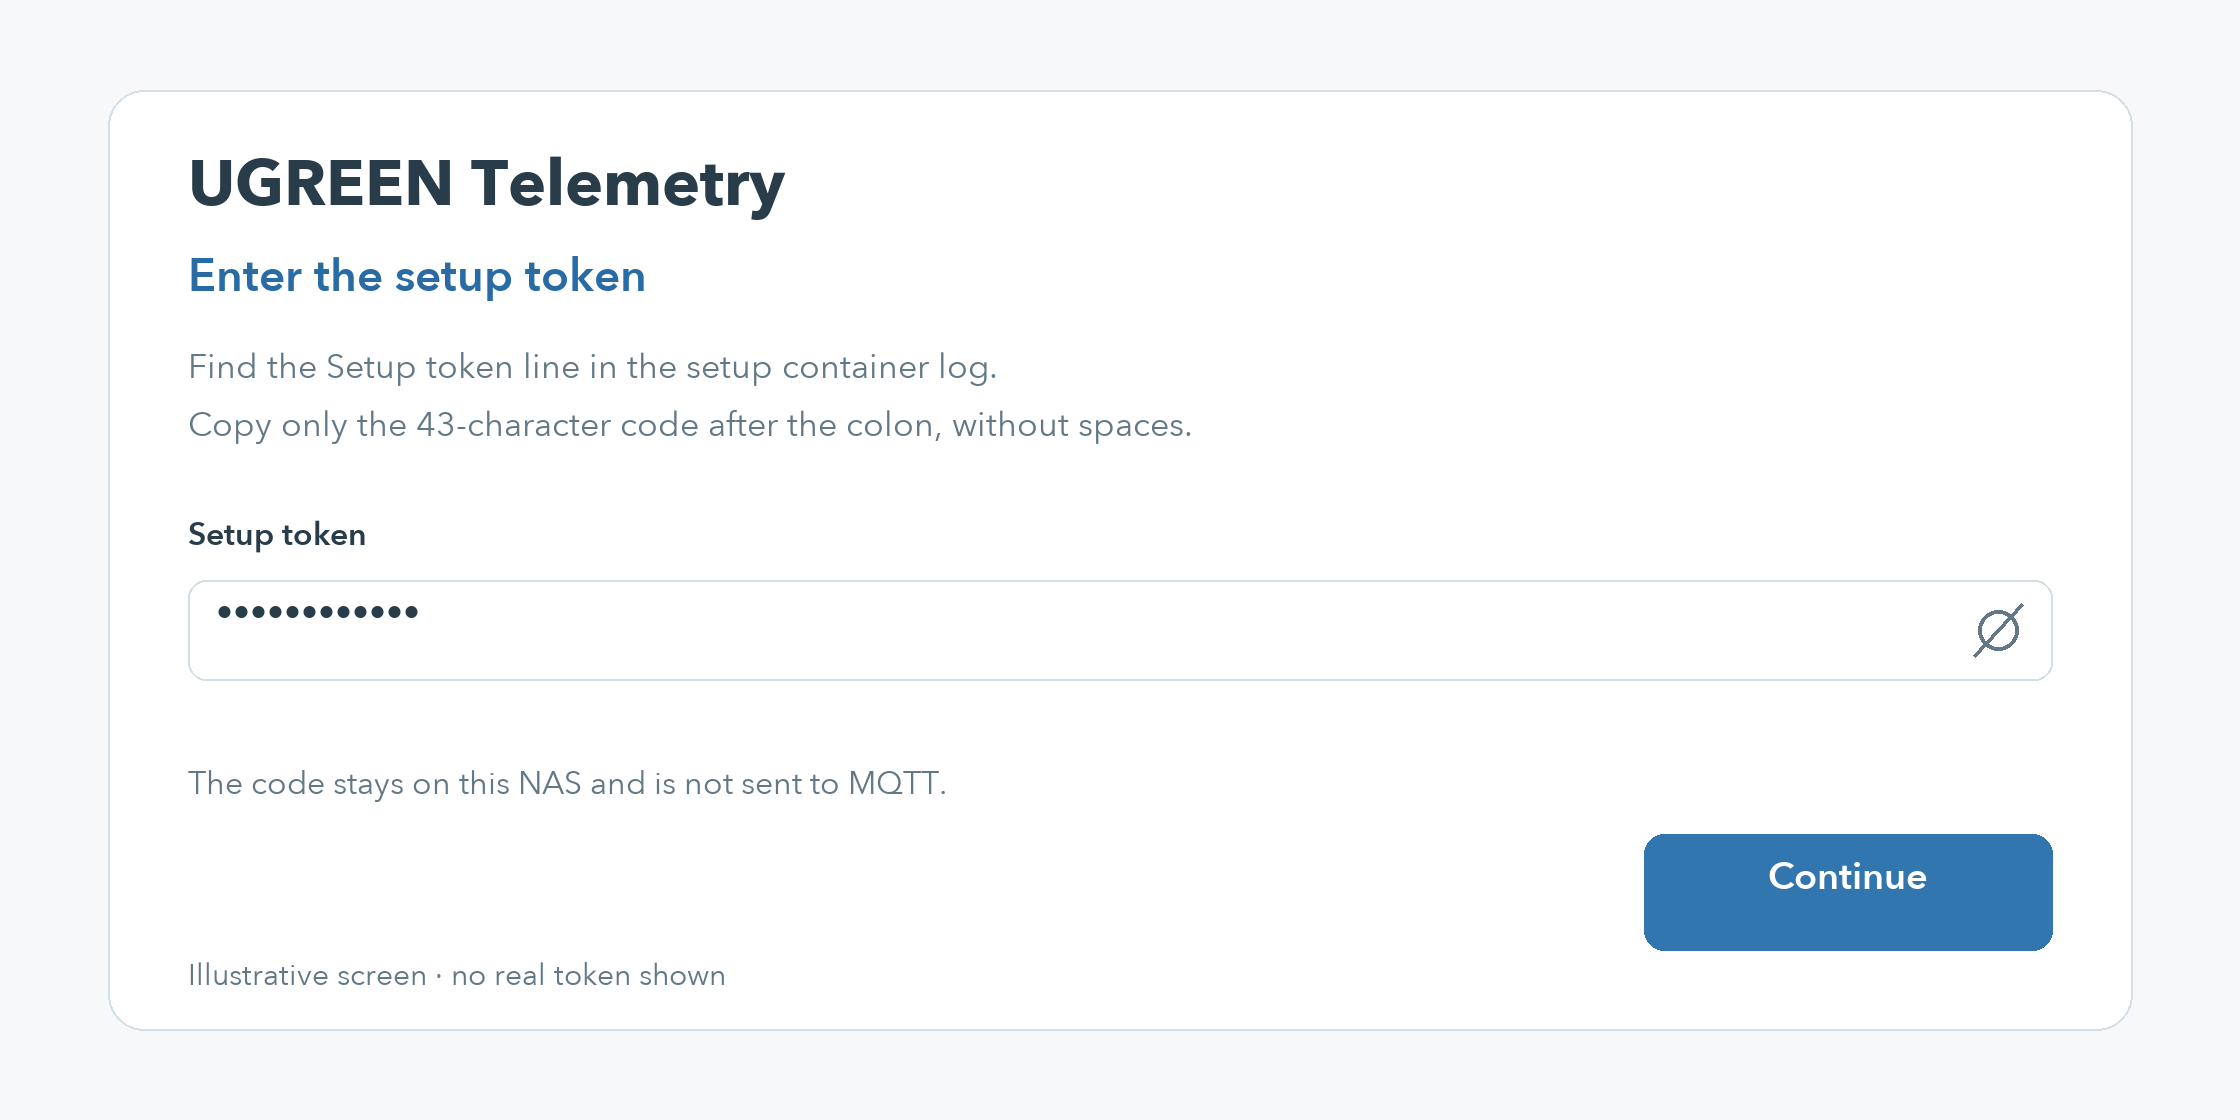 UGREEN Telemetry
Enter the setup token
Find the Setup token line in the setup container log.
Copy only the 43-character code after the colon, without spaces.
Setup token
••••••••••••
The code stays on this NAS and is not sent to MQTT.
Continue
Illustrative screen · no real token shown